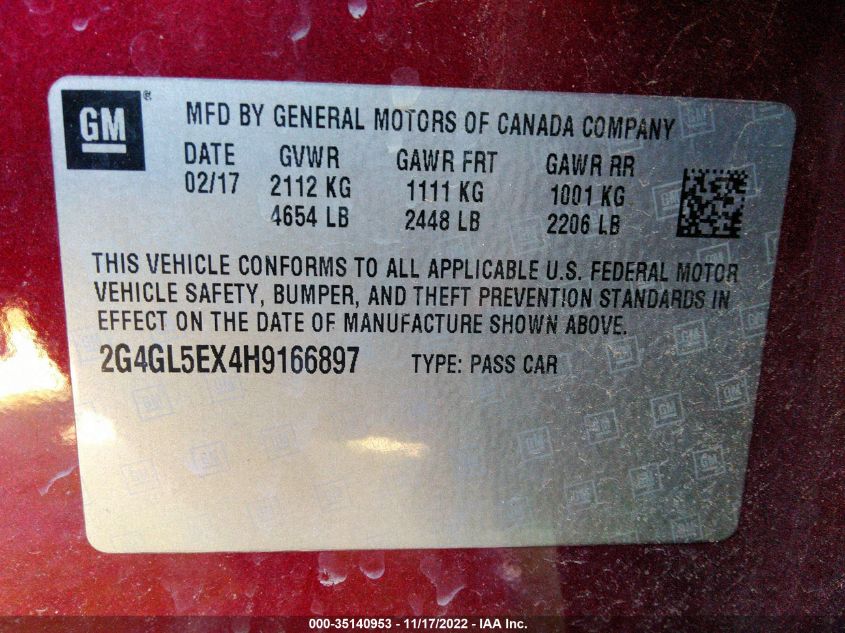 GM
MFD BY GENERAL MOTORS OF CANADA COMPANY
DATE GVWR GAWR FRT GAWR RR
02/17 2112 KG 1111 KG 1001 KG
4654 LB 2448 LB 2206 LB
THIS VEHICLE CONFORMS TO ALL APPLICABLE U.S. FEDERAL MOTOR
VEHICLE SAFETY, BUMPER, AND THEFT PREVENTION STANDARDS IN
EFFECT ON THE DATE OF MANUFACTURE SHOWN ABOVE.
2G4GL5EX4H9166897 TYPE: PASS CAR
000-35140953 - 11/17/2022 - IAA Inc.